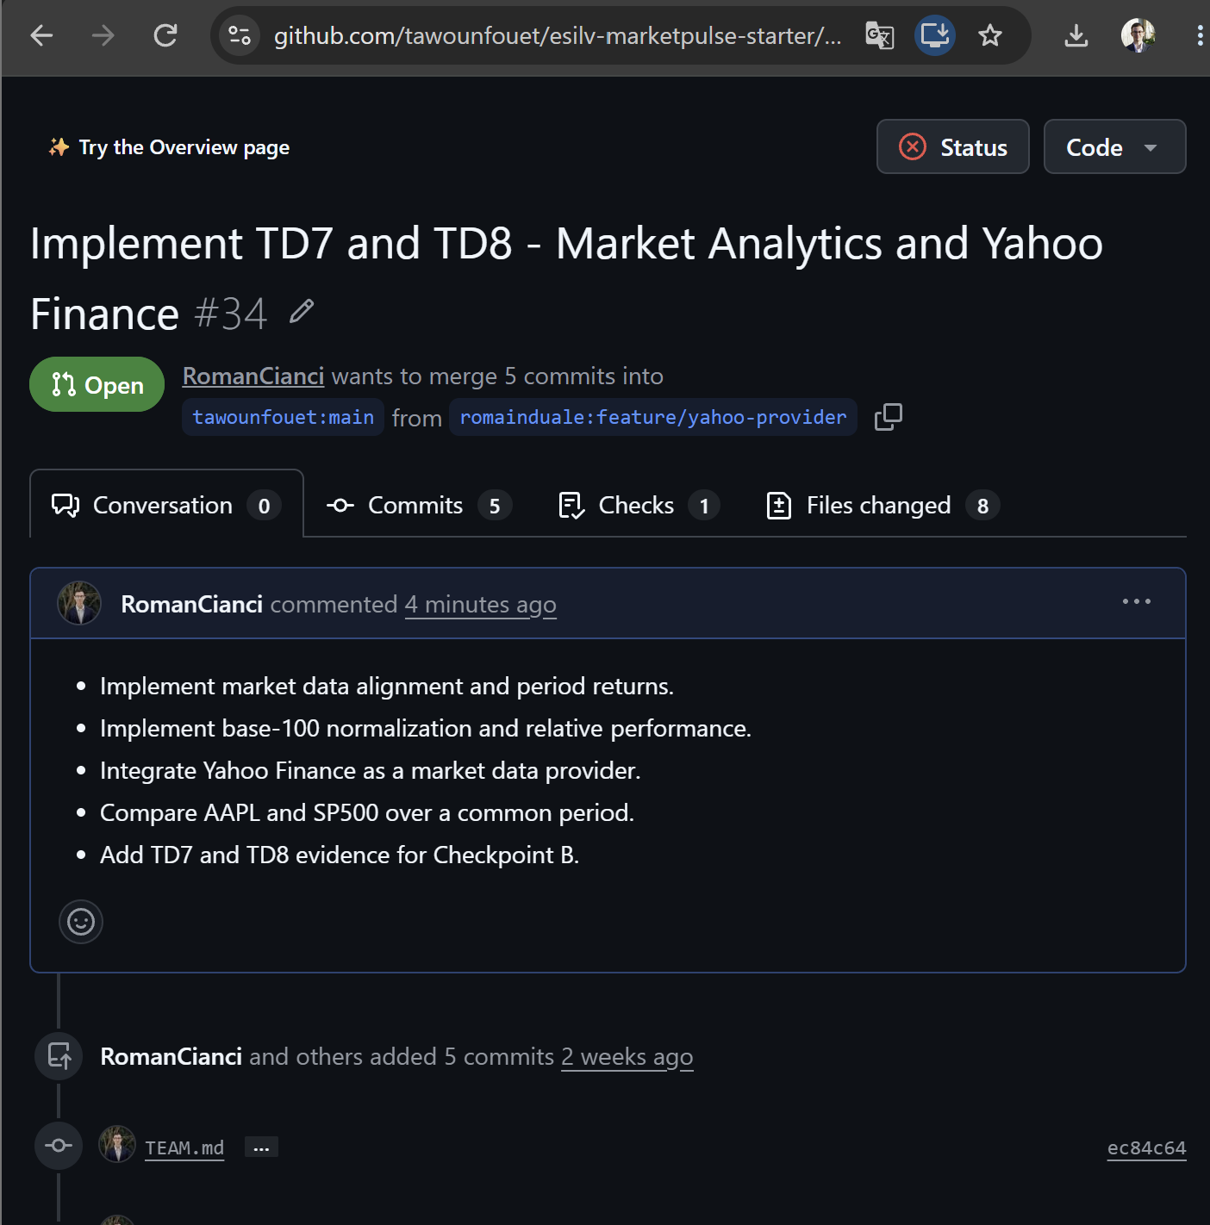 github.com/tawounfouet/esilv-marketpulse-starter/...
✨ Try the Overview page
Status
Code
Implement TD7 and TD8 - Market Analytics and Yahoo
Finance #34
Open
RomanCianci wants to merge 5 commits into
tawounfouet:main from romainduale:feature/yahoo-provider
Conversation 0
Commits 5
Checks 1
Files changed 8
RomanCianci commented 4 minutes ago
• Implement market data alignment and period returns.
• Implement base-100 normalization and relative performance.
• Integrate Yahoo Finance as a market data provider.
• Compare AAPL and SP500 over a common period.
• Add TD7 and TD8 evidence for Checkpoint B.
RomanCianci and others added 5 commits 2 weeks ago
TEAM.md ... ec84c64